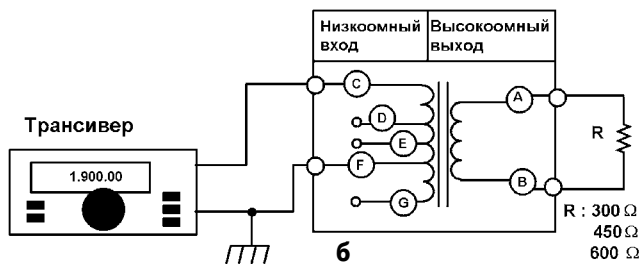 Низкоомный вход
Высокоомный выход
C
A
D
Трансивер
E
R
1.900.00
F
B
G
R : 300 Ω
450 Ω
600 Ω
б